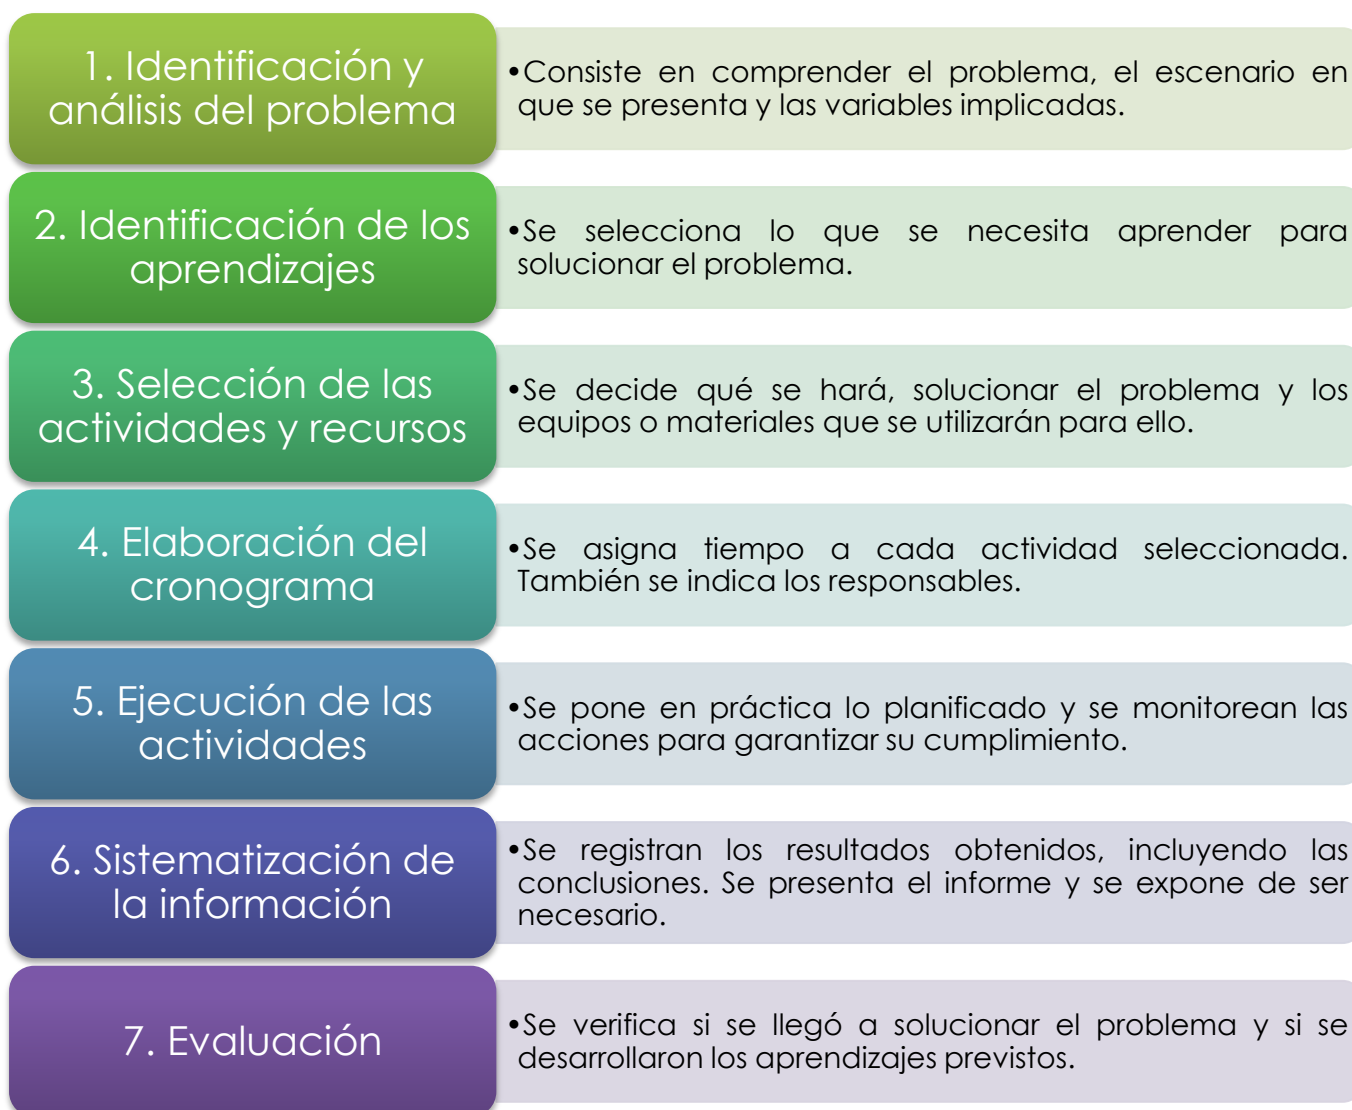 1. Identificación y
análisis del problema
•Consiste en comprender el problema, el escenario en
que se presenta y las variables implicadas.
2. Identificación de los
aprendizajes
•Se selecciona lo que se necesita aprender para
solucionar el problema.
3. Selección de las
actividades y recursos
•Se decide qué se hará, solucionar el problema y los
equipos o materiales que se utilizarán para ello.
4. Elaboración del
cronograma
•Se asigna tiempo a cada actividad seleccionada.
También se indica los responsables.
5. Ejecución de las
actividades
•Se pone en práctica lo planificado y se monitorean las
acciones para garantizar su cumplimiento.
6. Sistematización de
la información
•Se registran los resultados obtenidos, incluyendo las
conclusiones. Se presenta el informe y se expone de ser
necesario.
7. Evaluación
•Se verifica si se llegó a solucionar el problema y si se
desarrollaron los aprendizajes previstos.